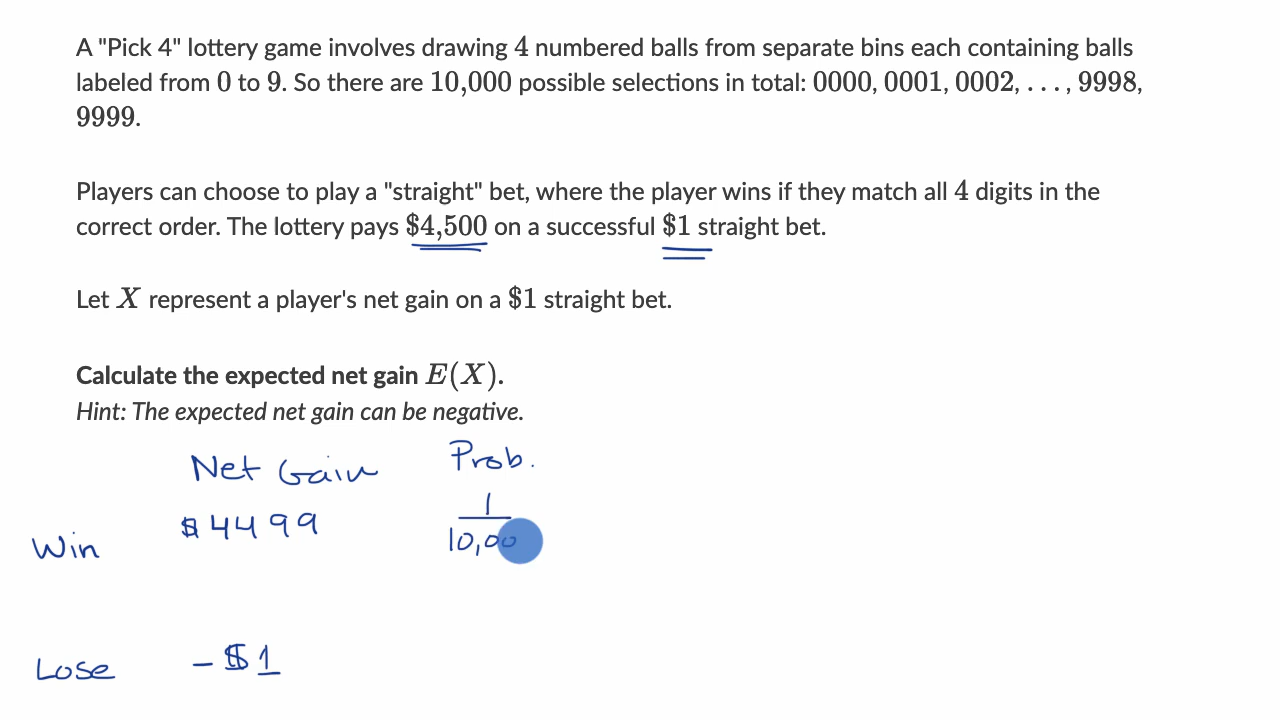 A "Pick 4" lottery game involves drawing 4 numbered balls from separate bins each containing balls
labeled from 0 to 9. So there are 10,000 possible selections in total: 0000, 0001, 0002, . . . , 9998,
9999.
Players can choose to play a "straight" bet, where the player wins if they match all 4 digits in the
correct order. The lottery pays $4,500 on a successful $1 straight bet.
Let X represent a player's net gain on a $1 straight bet.
Calculate the expected net gain E(X).
Hint: The expected net gain can be negative.
Net Gain Prob.
Win $4499 1/10,00
Lose -$1